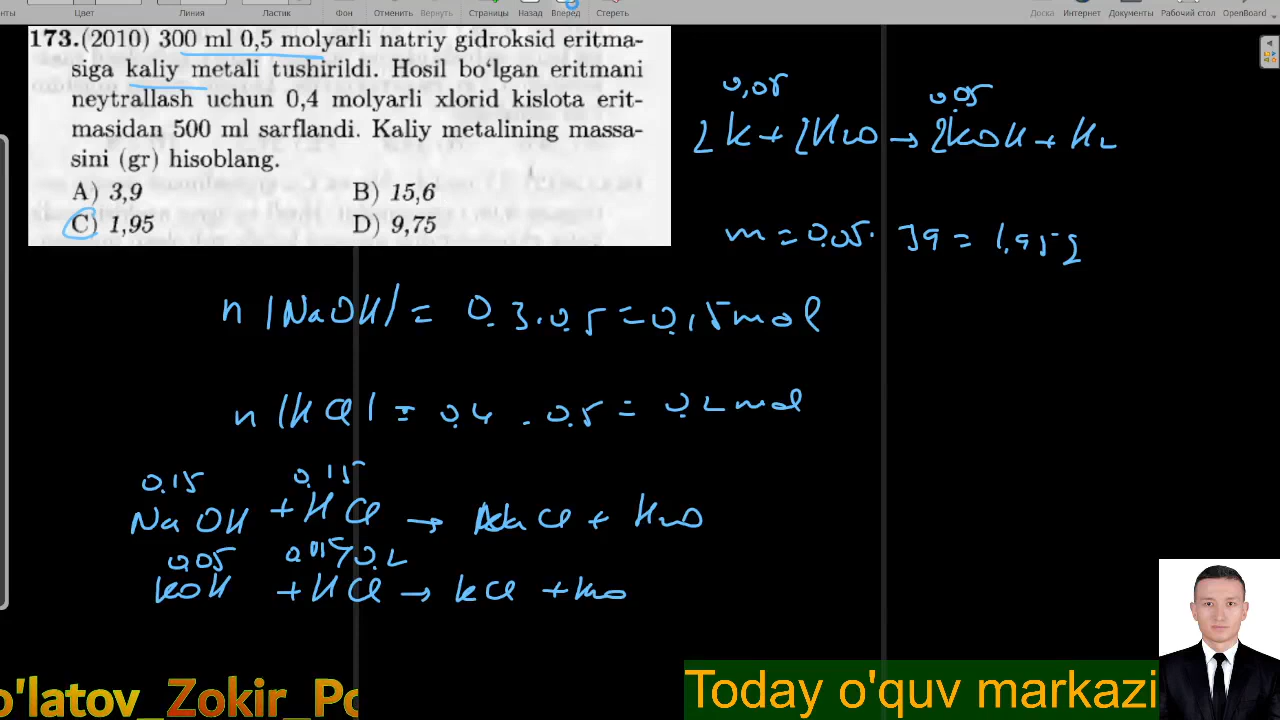 нты Цвет Линия Ластик Фон Отменить Вернуть Страницы Назад Вперед Стереть Доска Интернет Документы Рабочий стол OpenBoard
173.(2010) 300 ml 0,5 molyarli natriy gidroksid eritma-
siga kaliy metali tushirildi. Hosil bo'lgan eritmani
neytrallash uchun 0,4 molyarli xlorid kislota erit-
masidan 500 ml sarflandi. Kaliy metalining massa-
sini (gr) hisoblang.
A) 3,9 B) 15,6
C) 1,95 D) 9,75
0,05 0.05
2K + 2H2O → 2KOH + H2
m = 0.05 · 39 = 1.95 g
n (NaOH) = 0.3 · 0.5 = 0.15 mol
n (HCl) = 0.4 · 0.5 = 0.2 mol
0.15 0.15
NaOH + HCl → NaCl + H2O
0.05 0.2
KOH + HCl → KCl + H2O
o'latov_Zokir_Po
Today o'quv markazi